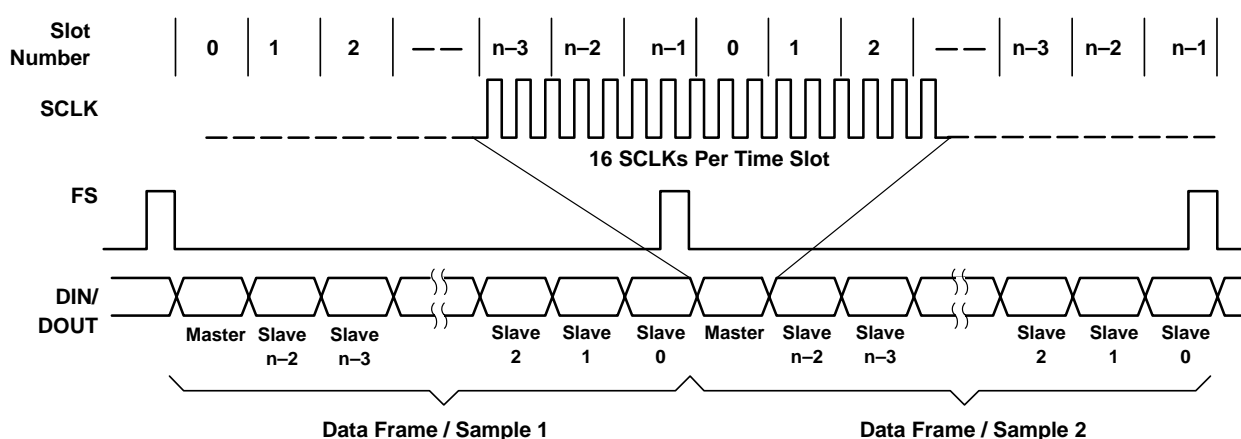 Slot
Number
0 1 2 n–3 n–2 n–1 0 1 2 n–3 n–2 n–1
SCLK
16 SCLKs Per Time Slot
FS
DIN/
DOUT
Master Slave Slave Slave Slave Slave Master Slave Slave Slave Slave Slave
n–2 n–3 2 1 0 n–2 n–3 2 1 0
Data Frame / Sample 1 Data Frame / Sample 2